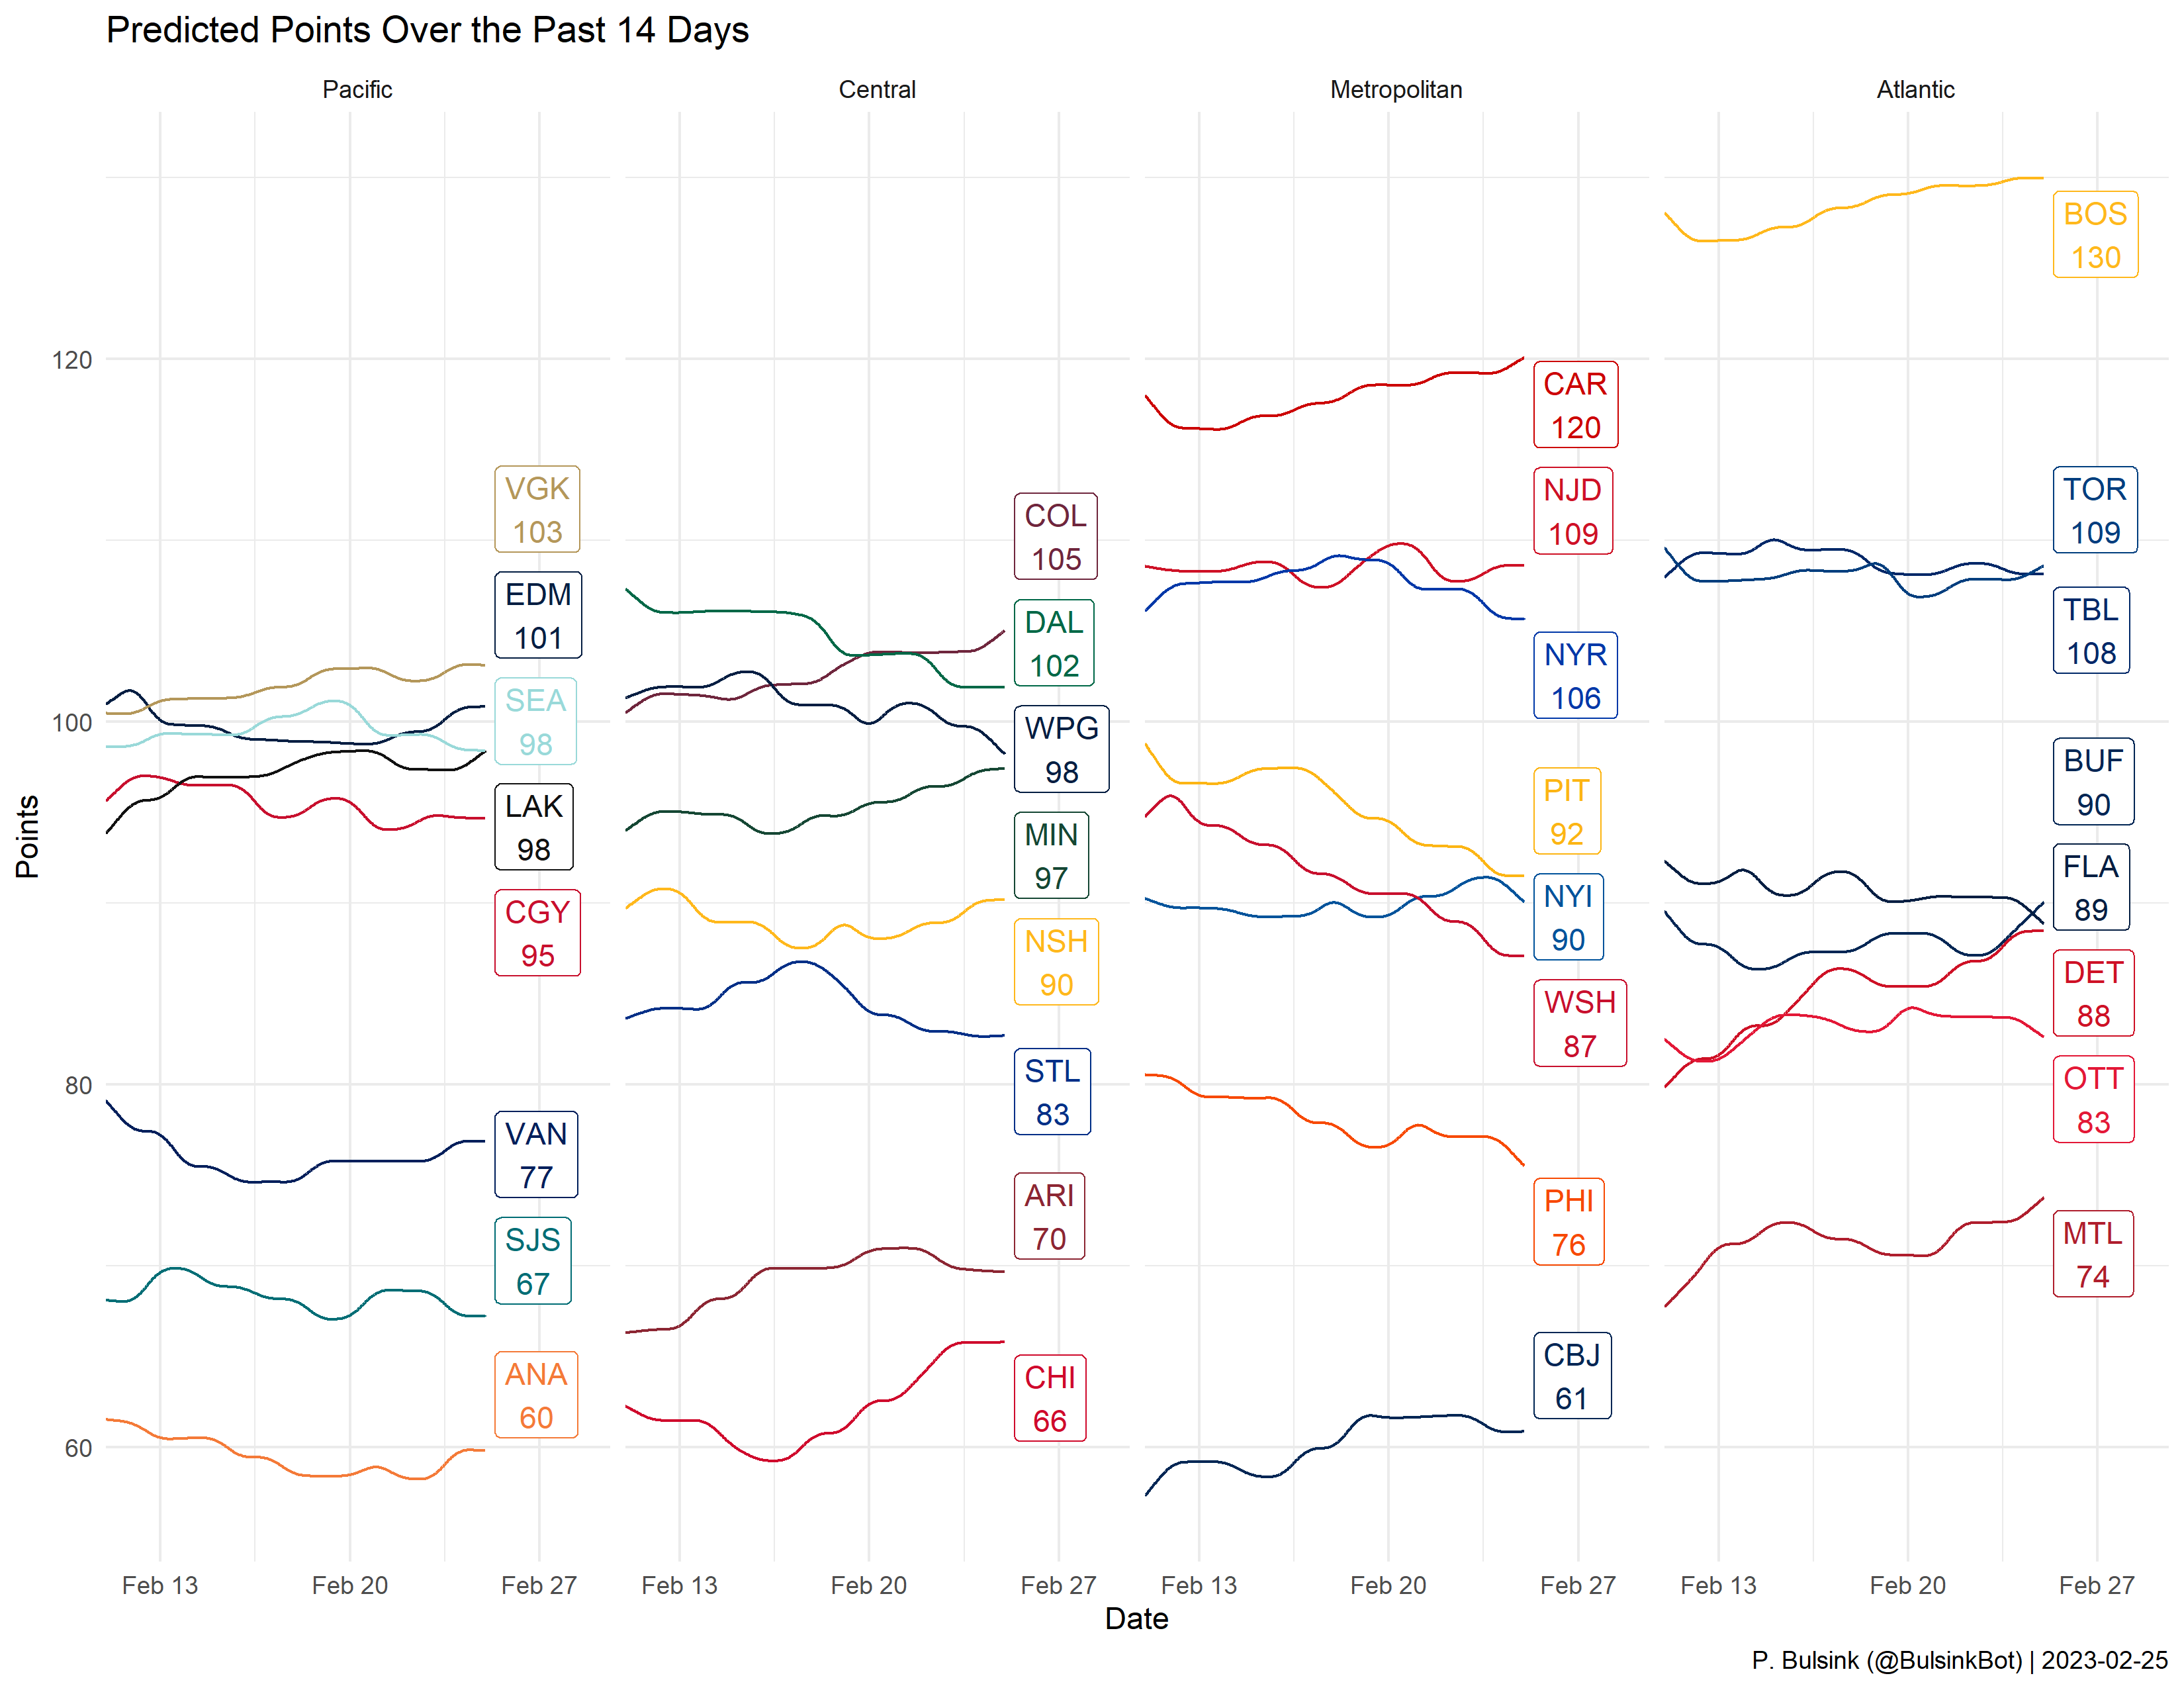 Predicted Points Over the Past 14 Days
Pacific
Central
Metropolitan
Atlantic
Points
120
100
80
60
VGK
103
EDM
101
SEA
98
LAK
98
CGY
95
VAN
77
SJS
67
ANA
60
COL
105
DAL
102
WPG
98
MIN
97
NSH
90
STL
83
ARI
70
CHI
66
CAR
120
NJD
109
NYR
106
PIT
92
NYI
90
WSH
87
PHI
76
CBJ
61
BOS
130
TOR
109
TBL
108
BUF
90
FLA
89
DET
88
OTT
83
MTL
74
Feb 13 Feb 20 Feb 27
Feb 13 Feb 20 Feb 27
Feb 13 Feb 20 Feb 27
Feb 13 Feb 20 Feb 27
Date
P. Bulsink (@BulsinkBot) | 2023-02-25